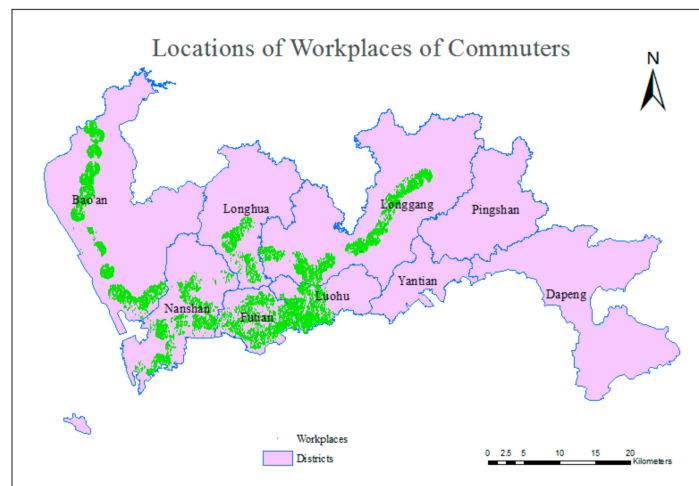 Locations of Workplaces of Commuters
N
Bao'an
Longhua
Longgang
Pingshan
Nanshan
Futian
Luohu
Yantian
Dapeng
Workplaces
Districts
0 2.5 5 10 15 20
Kilometers